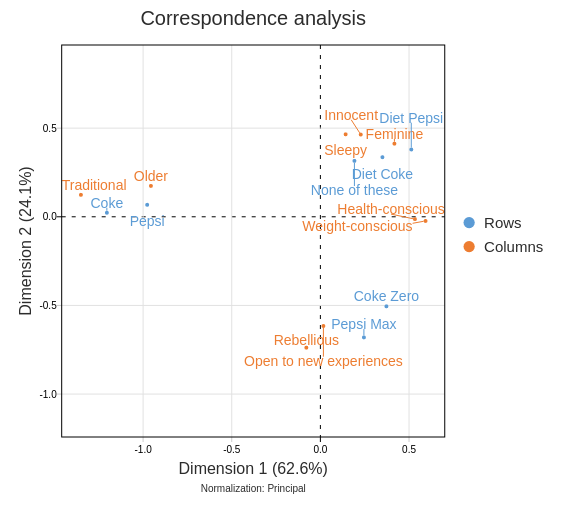 Correspondence analysis
Innocent
Diet Pepsi
0.5
Feminine
Sleepy
Older
Diet Coke
Traditional
None of these
Coke
Health-conscious
0.0
Pepsi
Weight-conscious
Rows
Columns
Dimension 2 (24.1%)
Coke Zero
-0.5
Pepsi Max
Rebellious
Open to new experiences
-1.0
-1.0
-0.5
0.0
0.5
Dimension 1 (62.6%)
Normalization: Principal